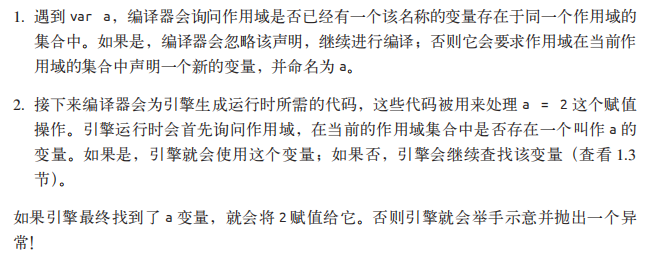 1. 遇到 var a，编译器会询问作用域是否已经有一个该名称的变量存在于同一个作用域的
集合中。如果是，编译器会忽略该声明，继续进行编译；否则它会要求作用域在当前作
用域的集合中声明一个新的变量，并命名为 a。
2. 接下来编译器会为引擎生成运行时所需的代码，这些代码被用来处理 a = 2 这个赋值
操作。引擎运行时会首先询问作用域，在当前的作用域集合中是否存在一个叫作 a 的
变量。如果是，引擎就会使用这个变量；如果否，引擎会继续查找该变量（查看 1.3
节）。
如果引擎最终找到了 a 变量，就会将 2 赋值给它。否则引擎就会举手示意并抛出一个异
常！